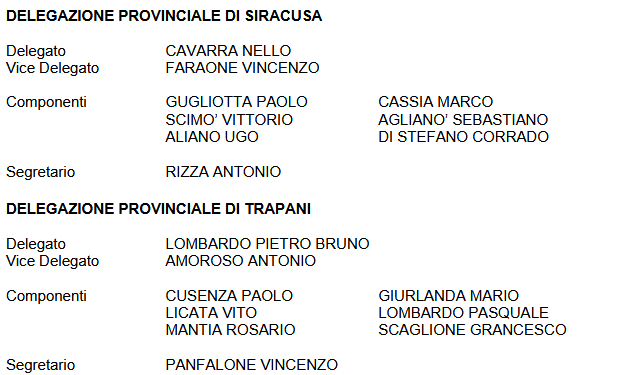 DELEGAZIONE PROVINCIALE DI SIRACUSA
Delegato CAVARRA NELLO
Vice Delegato FARAONE VINCENZO
Componenti GUGLIOTTA PAOLO CASSIA MARCO
SCIMO' VITTORIO AGLIANO' SEBASTIANO
ALIANO UGO DI STEFANO CORRADO
Segretario RIZZA ANTONIO
DELEGAZIONE PROVINCIALE DI TRAPANI
Delegato LOMBARDO PIETRO BRUNO
Vice Delegato AMOROSO ANTONIO
Componenti CUSENZA PAOLO GIURLANDA MARIO
LICATA VITO LOMBARDO PASQUALE
MANTIA ROSARIO SCAGLIONE GRANCESCO
Segretario PANFALONE VINCENZO